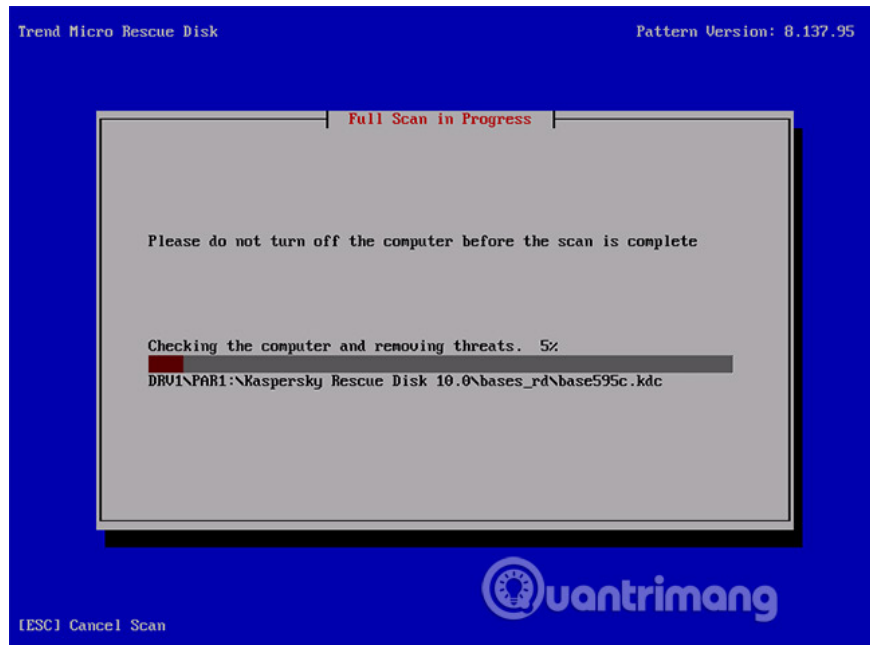 Trend Micro Rescue Disk
Pattern Version: 8.137.95
Full Scan in Progress
Please do not turn off the computer before the scan is complete
Checking the computer and removing threats.  5%
DRV1\PAR1:\Kaspersky Rescue Disk 10.0\bases_rd\base595c.kdc
Quantrimang
[ESC] Cancel Scan